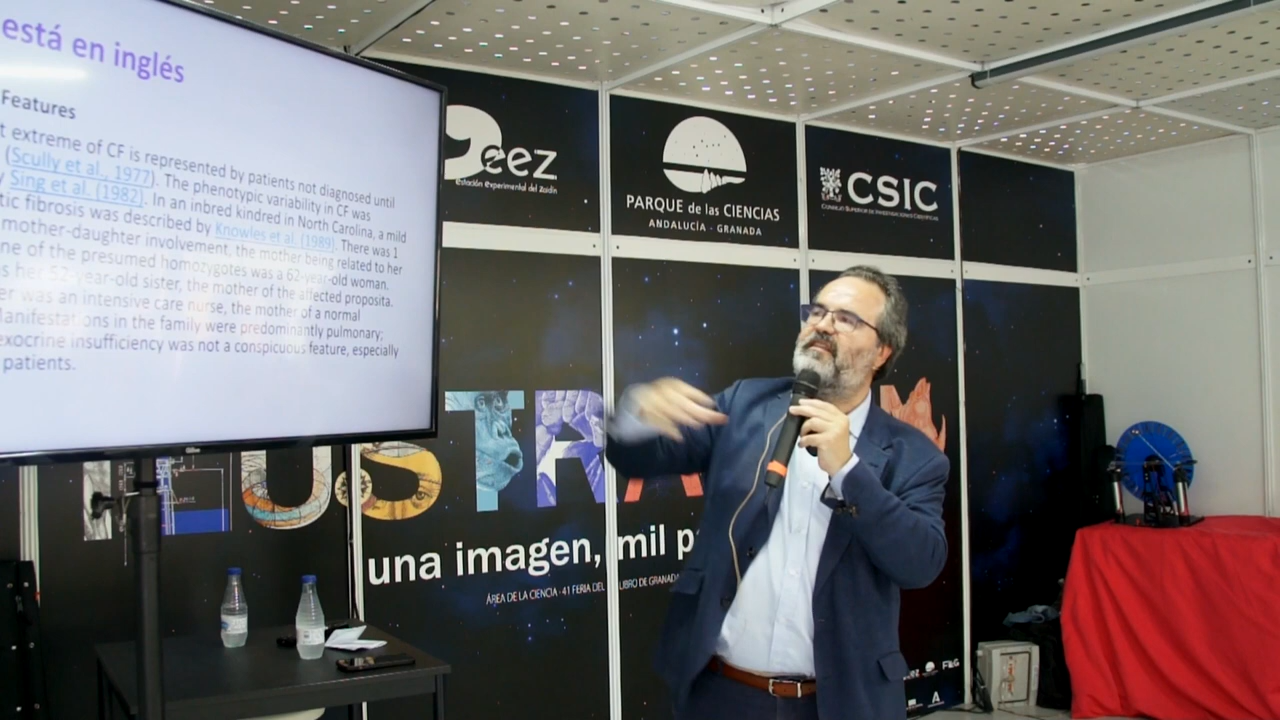 está en inglés
Features
t extreme of CF is represented by patients not diagnosed until
(Scully et al., 1977). The phenotypic variability in CF was
y Sing et al. (1982). In an inbred kindred in North Carolina, a mild
tic fibrosis was described by Knowles et al. (1989). There was 1
mother-daughter involvement, the mother being related to her
ne of the presumed homozygotes was a 62-year-old woman.
s her 52-year-old sister, the mother of the affected proposita.
er was an intensive care nurse, the mother of a normal
Manifestations in the family were predominantly pulmonary;
exocrine insufficiency was not a conspicuous feature, especially
patients.
eez
estación experimental del zaidín
PARQUE de las CIENCIAS
ANDALUCÍA · GRANADA
CSIC
CONSEJO SUPERIOR DE INVESTIGACIONES CIENTÍFICAS
ILUSTRA M
una imagen, mil p
ÁREA DE LA CIENCIA · 41 FERIA DEL LIBRO DE GRANADA